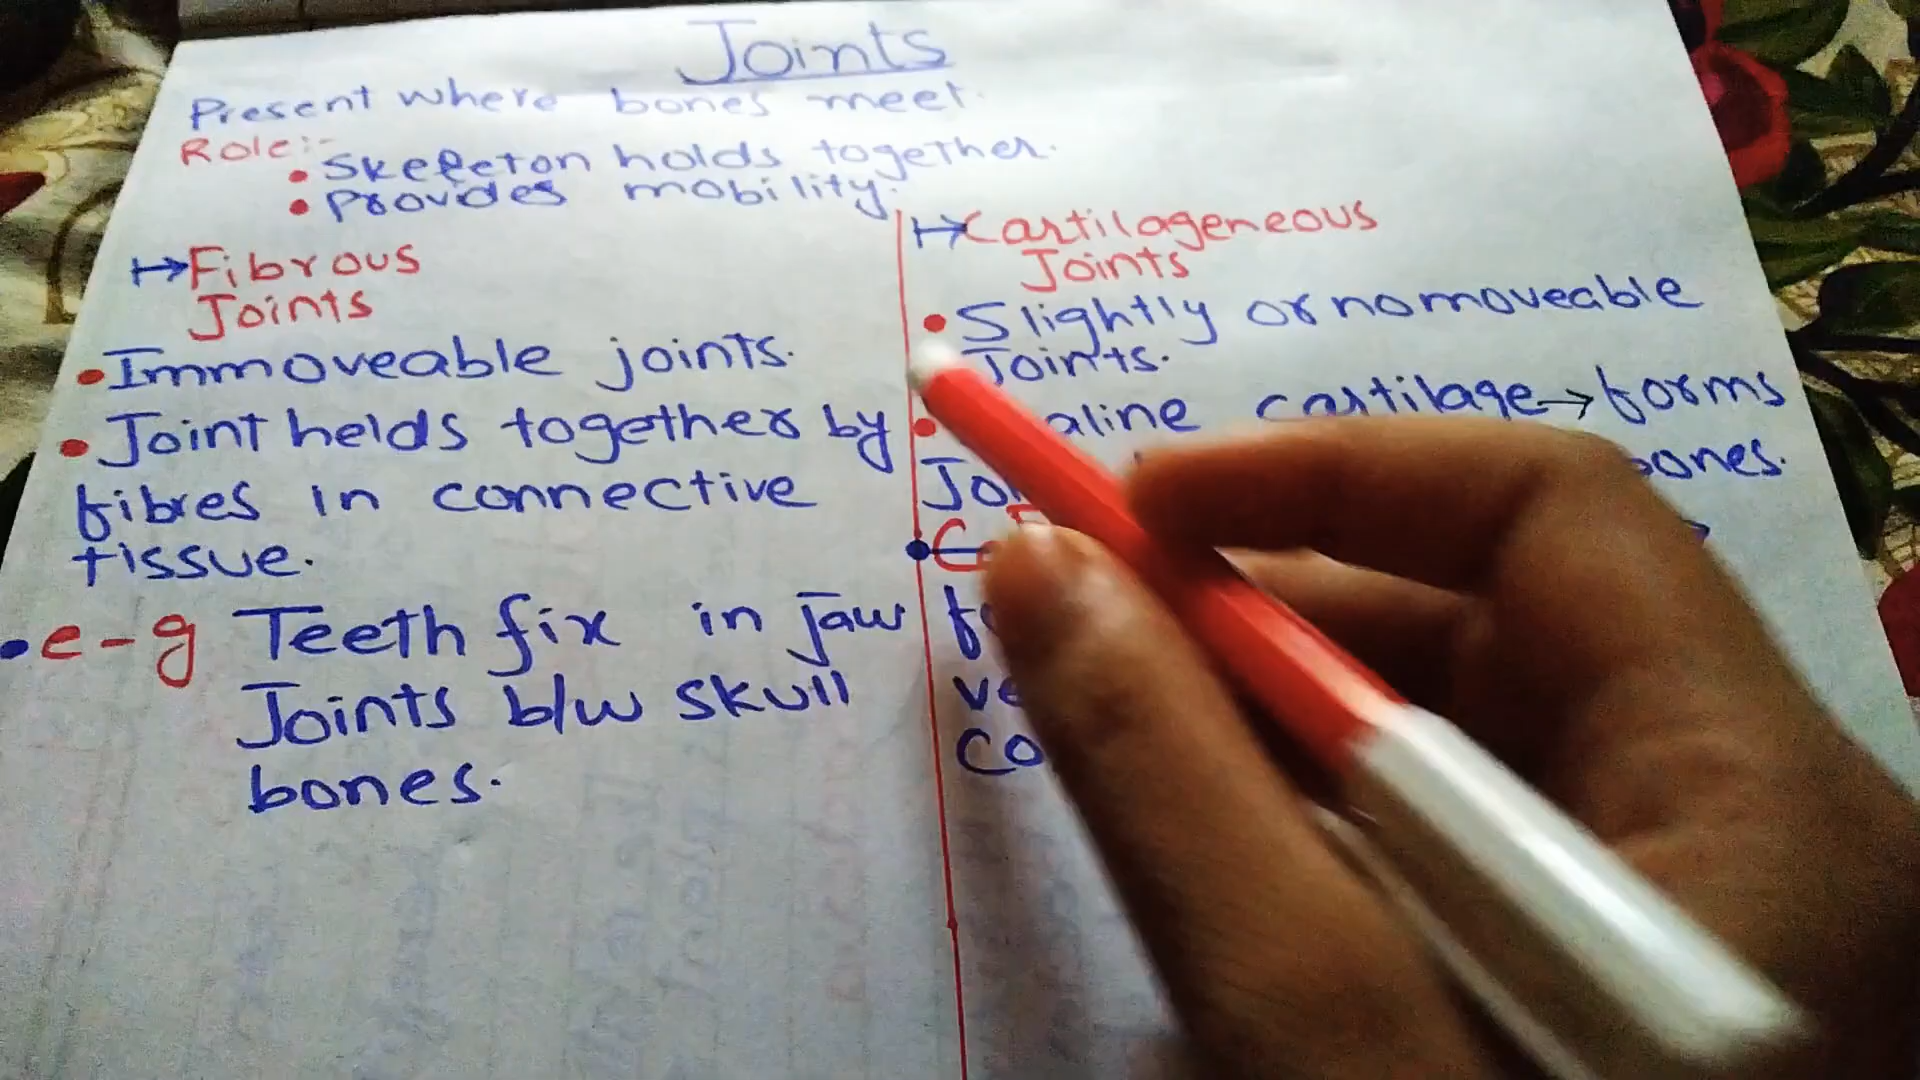 Joints
Present where bones meet.
Role:-
• Skeleton holds together.
• Provides mobility.
↦ Fibrous
Joints
• Immoveable joints.
• Joint helds together by
fibres in connective
tissue.
• e-g Teeth fix in jaw
Joints b/w skull
bones.
↦ Cartilageneous
Joints
• Slightly or no moveable
Joints.
• cartilage → forms